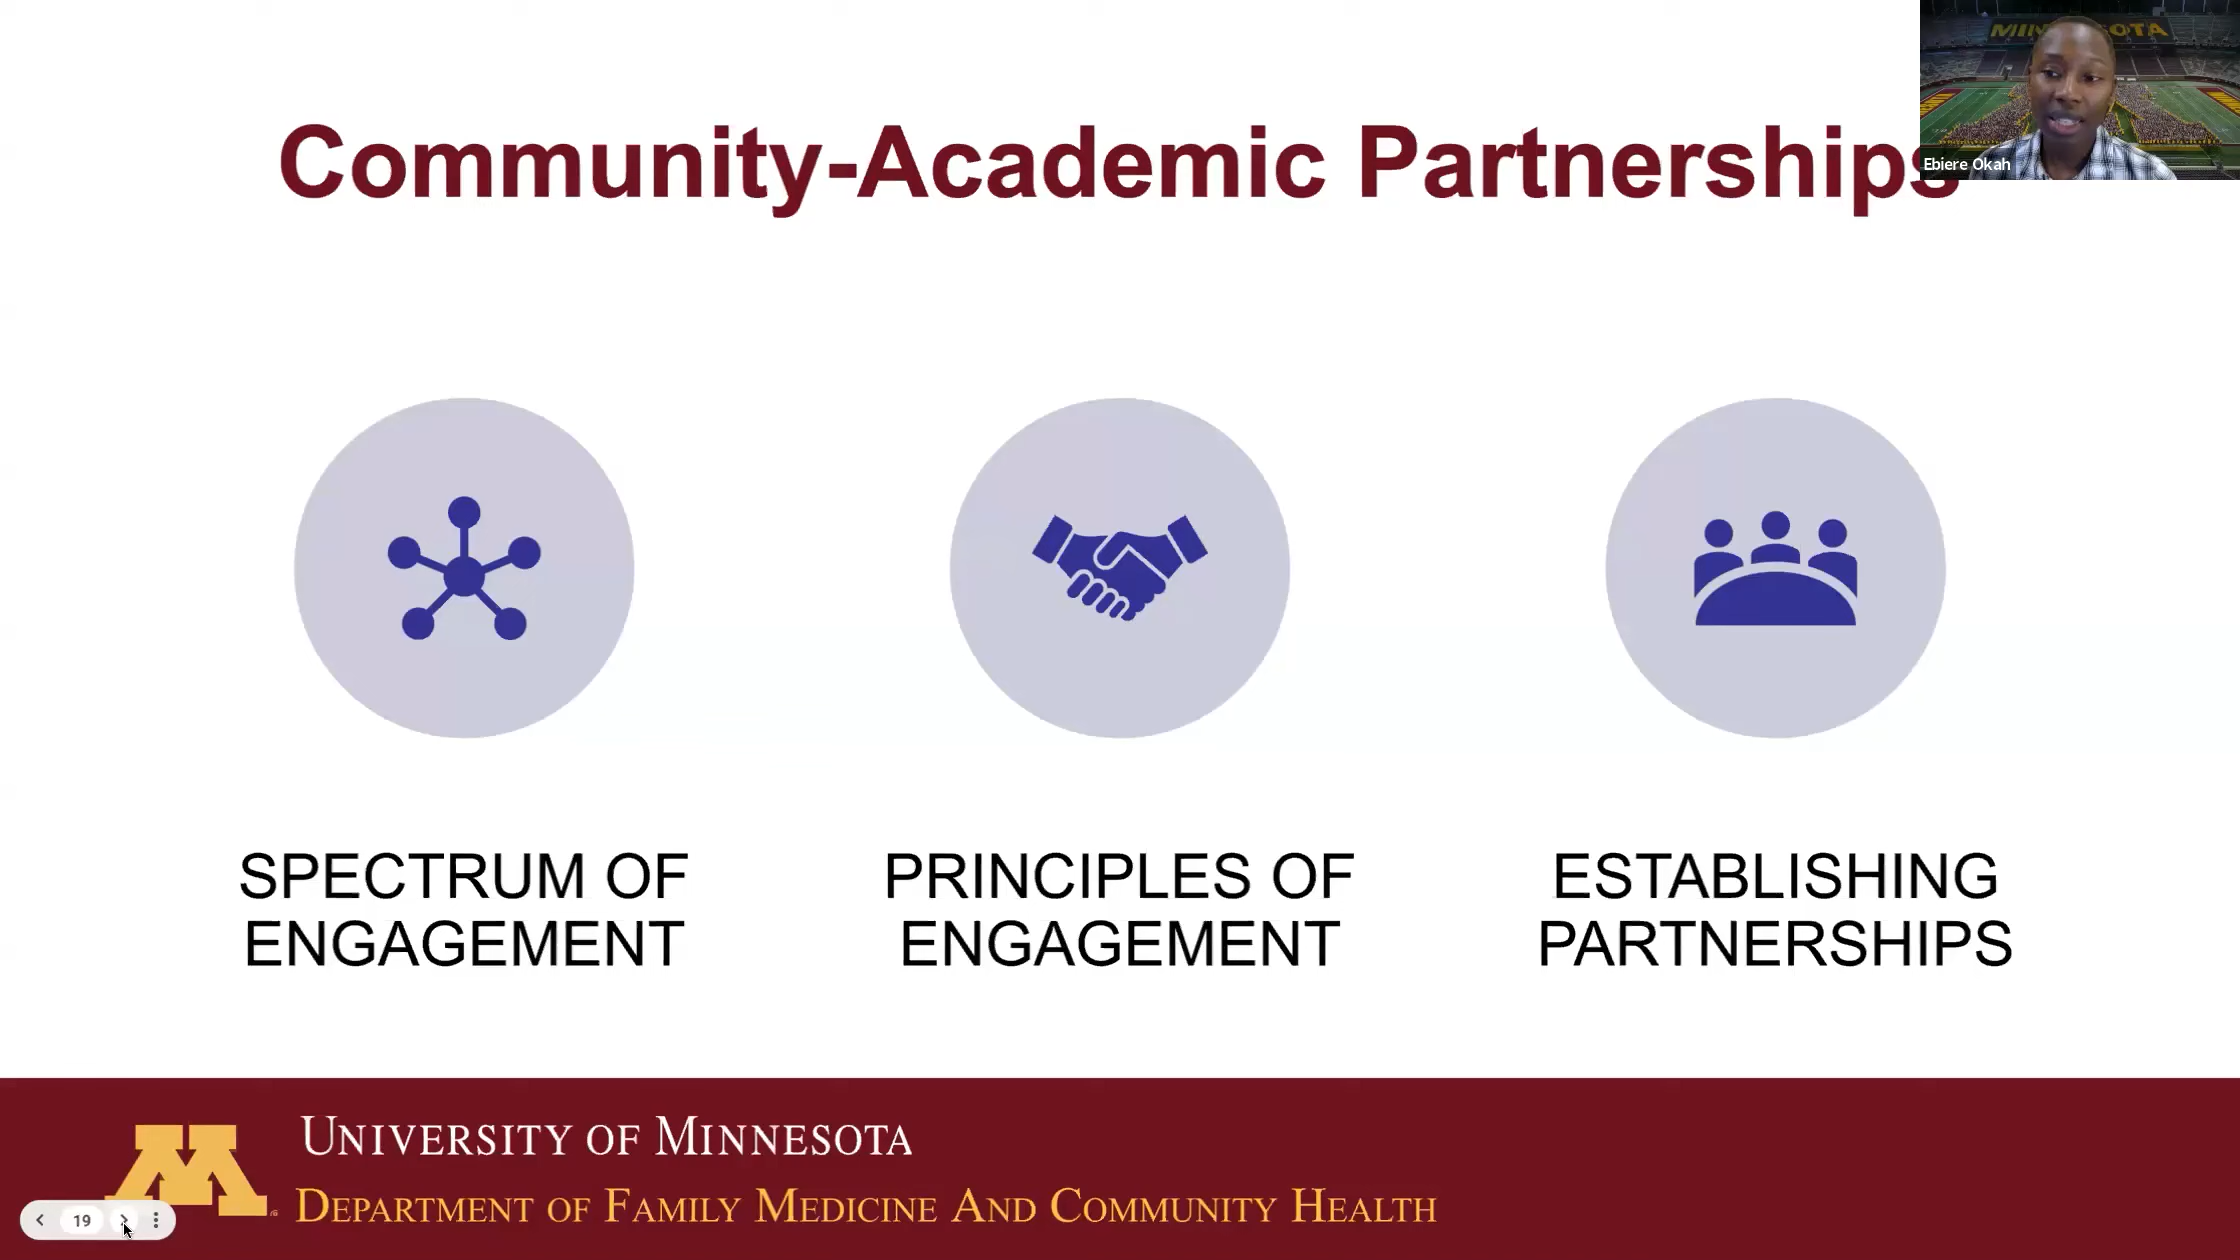 MINNESOTA
Community-Academic Partnerships
Ebiere Okah
SPECTRUM OF
ENGAGEMENT
PRINCIPLES OF
ENGAGEMENT
ESTABLISHING
PARTNERSHIPS
UNIVERSITY OF MINNESOTA
DEPARTMENT OF FAMILY MEDICINE AND COMMUNITY HEALTH
M
19